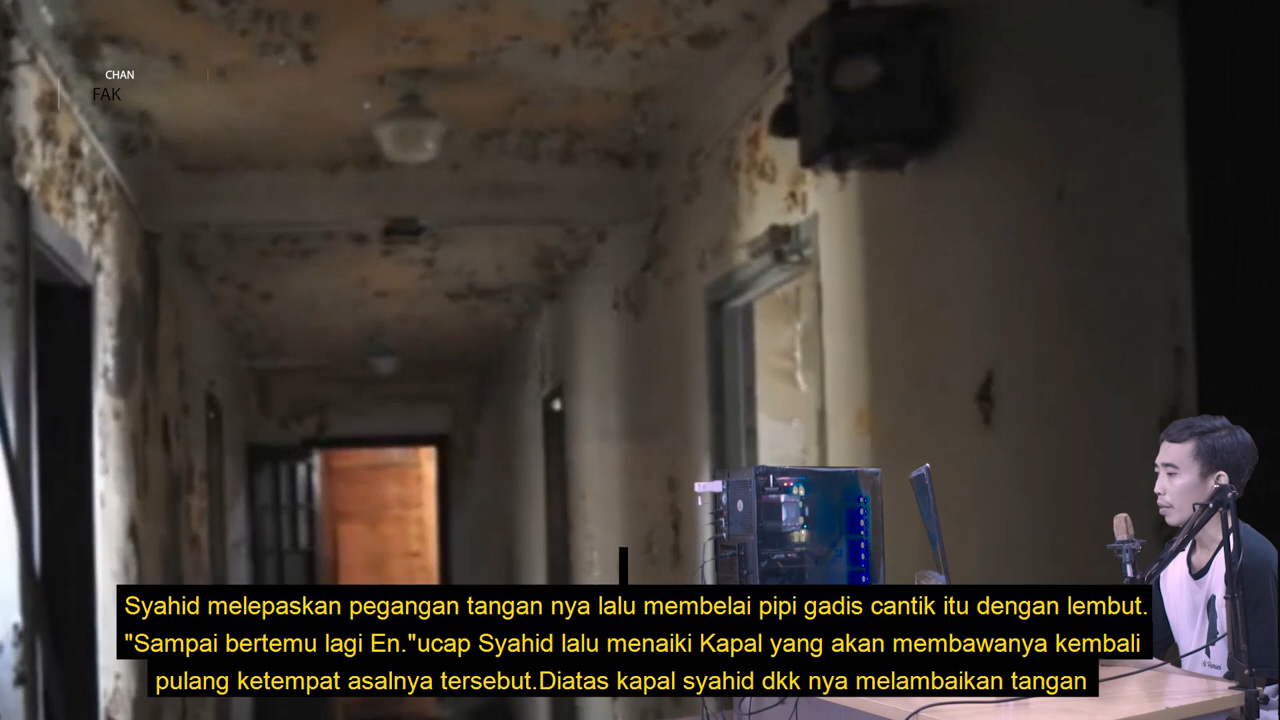 CHAN
FAK
Syahid melepaskan pegangan tangan nya lalu membelai pipi gadis cantik itu dengan lembut.
"Sampai bertemu lagi En."ucap Syahid lalu menaiki Kapal yang akan membawanya kembali
pulang ketempat asalnya tersebut.Diatas kapal syahid dkk nya melambaikan tangan